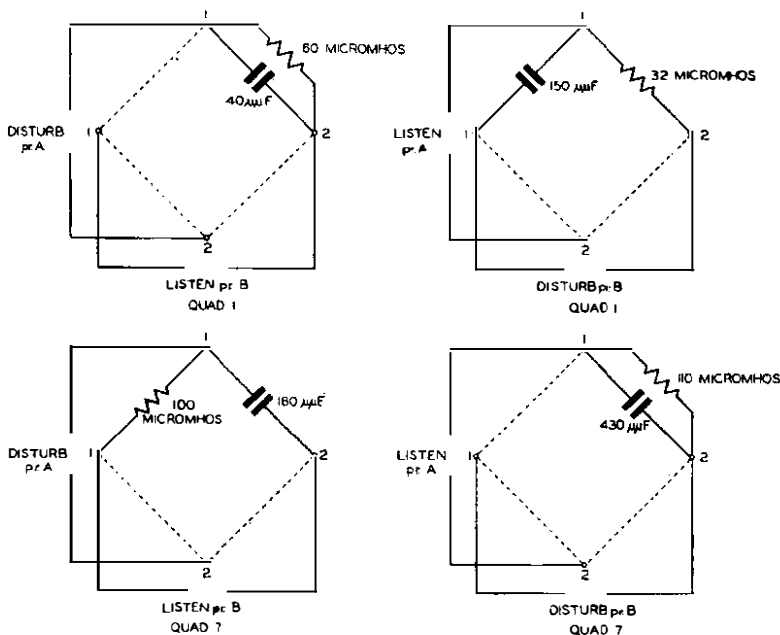 1
60 MICROMHOS
40 μμF
DISTURB
pr.A
1
2
2
LISTEN pr. B
QUAD 1
1
150 μμF
32 MICROMHOS
LISTEN
pr.A
1
2
2
DISTURB pr. B
QUAD 1
1
100
MICROMHOS
μμF
DISTURB
pr.A
1
2
2
LISTEN pr. B
QUAD 7
1
110 MICROMHOS
430 μμF
LISTEN
pr. A
1
2
2
DISTURB pr. B
QUAD 7